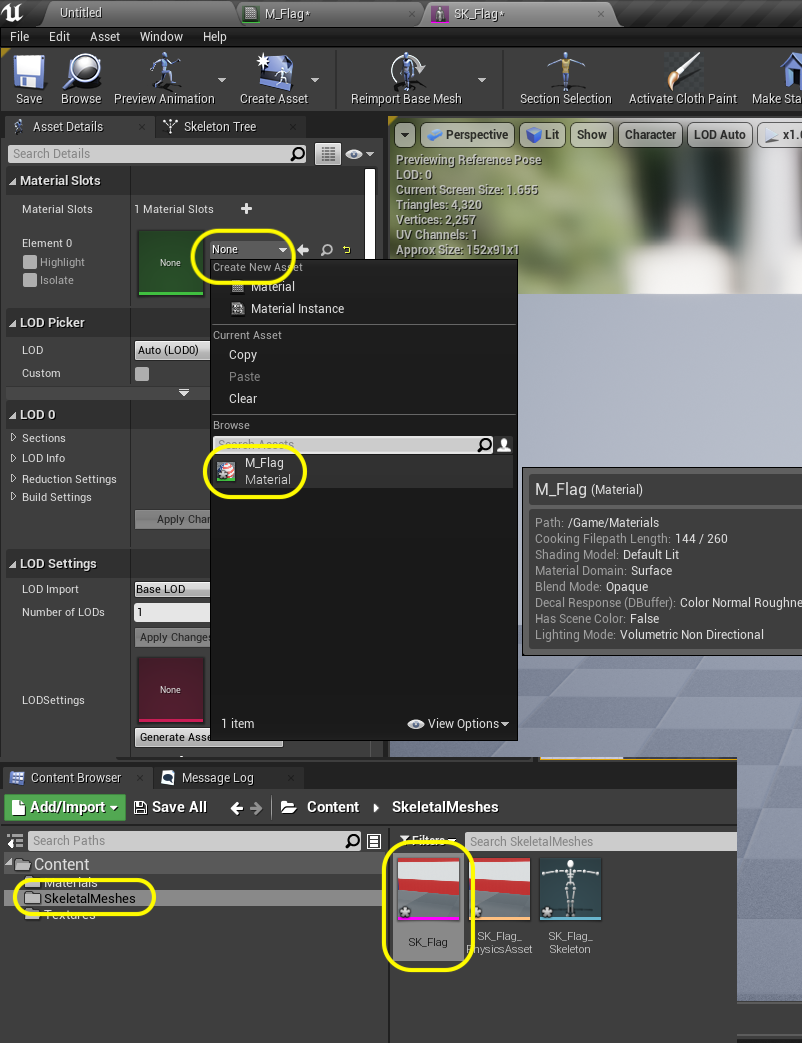 Untitled
M_Flag*
SK_Flag*
File Edit Asset Window Help
Save
Browse
Preview Animation
Create Asset
Reimport Base Mesh
Section Selection
Activate Cloth Paint
Make Sta
Asset Details
Skeleton Tree
Search Details
Perspective
Lit
Show
Character
LOD Auto
x1.0
Previewing Reference Pose
LOD: 0
Current Screen Size: 1.655
Triangles: 4,320
Vertices: 2,257
UV Channels: 1
Approx Size: 152x91x1
Material Slots
Material Slots
1 Material Slots
Element 0
Highlight
Isolate
None
None
Create New Asset
Material
Material Instance
Current Asset
Copy
Paste
Clear
Browse
Search Assets
M_Flag
Material
1 item
View Options
LOD Picker
LOD
Auto (LOD0)
Custom
LOD 0
Sections
LOD Info
Reduction Settings
Build Settings
Apply Chan
LOD Settings
LOD Import
Base LOD
Number of LODs
1
Apply Changes
LODSettings
None
Generate Asse
M_Flag (Material)
Path: /Game/Materials
Cooking Filepath Length: 144 / 260
Shading Model: Default Lit
Material Domain: Surface
Blend Mode: Opaque
Decal Response (DBuffer): Color Normal Roughne
Has Scene Color: False
Lighting Mode: Volumetric Non Directional
Content Browser
Message Log
Add/Import
Save All
Content
SkeletalMeshes
Search Paths
Filters
Search SkeletalMeshes
Content
Materials
SkeletalMeshes
Textures
SK_Flag
SK_Flag_
PhysicsAsset
SK_Flag_
Skeleton